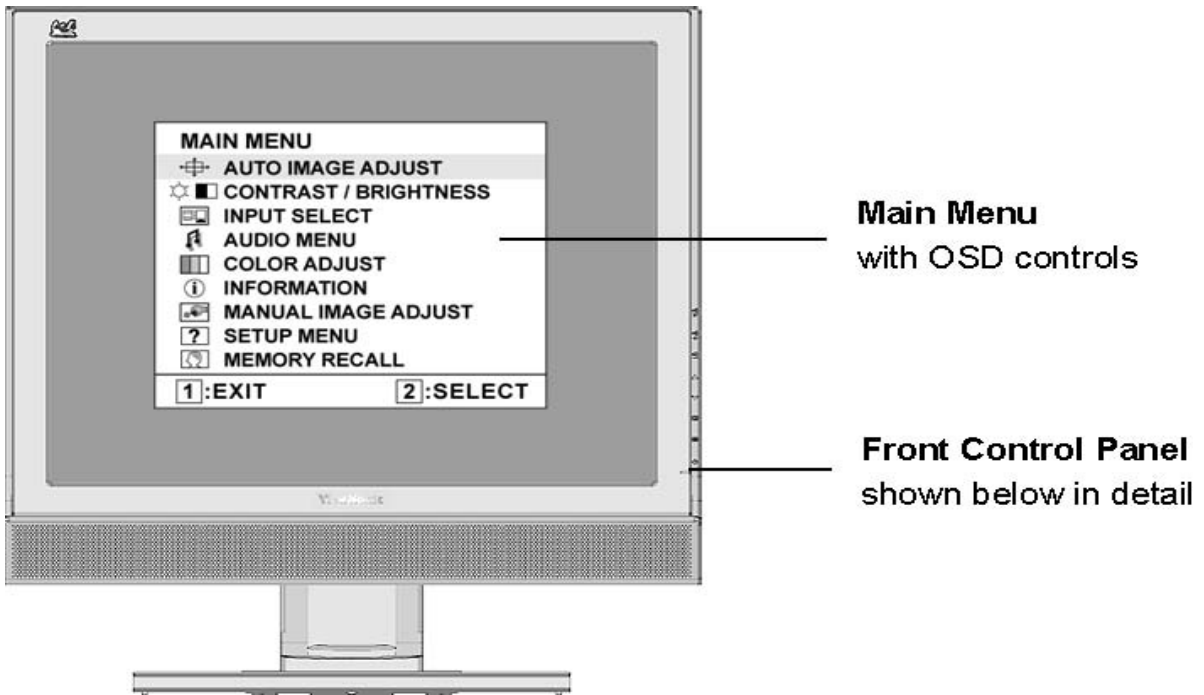 MAIN MENU
AUTO IMAGE ADJUST
CONTRAST / BRIGHTNESS
INPUT SELECT
AUDIO MENU
COLOR ADJUST
INFORMATION
MANUAL IMAGE ADJUST
SETUP MENU
MEMORY RECALL
1:EXIT 2:SELECT
Main Menu
with OSD controls
Front Control Panel
shown below in detail